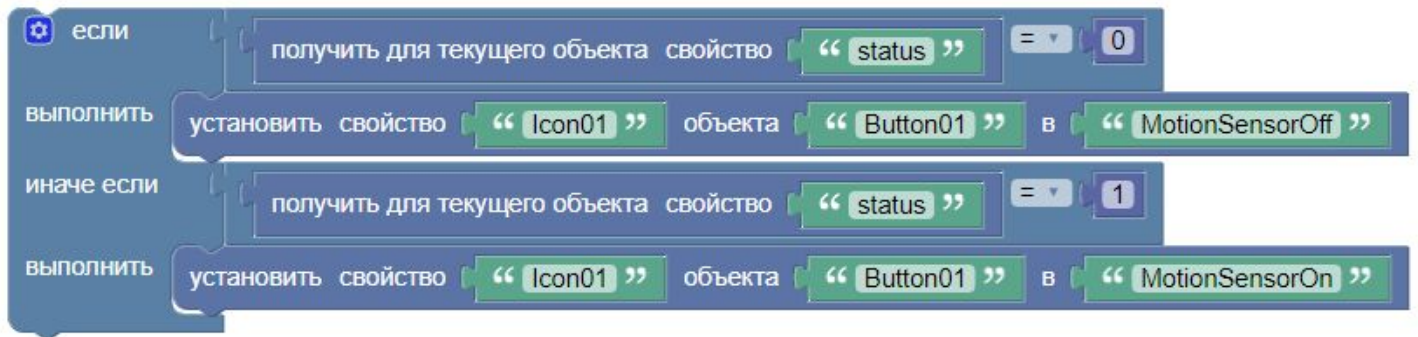 если получить для текущего объекта свойство “ status ” = 0
выполнить установить свойство “ Icon01 ” объекта “ Button01 ” в “ MotionSensorOff ”
иначе если получить для текущего объекта свойство “ status ” = 1
выполнить установить свойство “ Icon01 ” объекта “ Button01 ” в “ MotionSensorOn ”